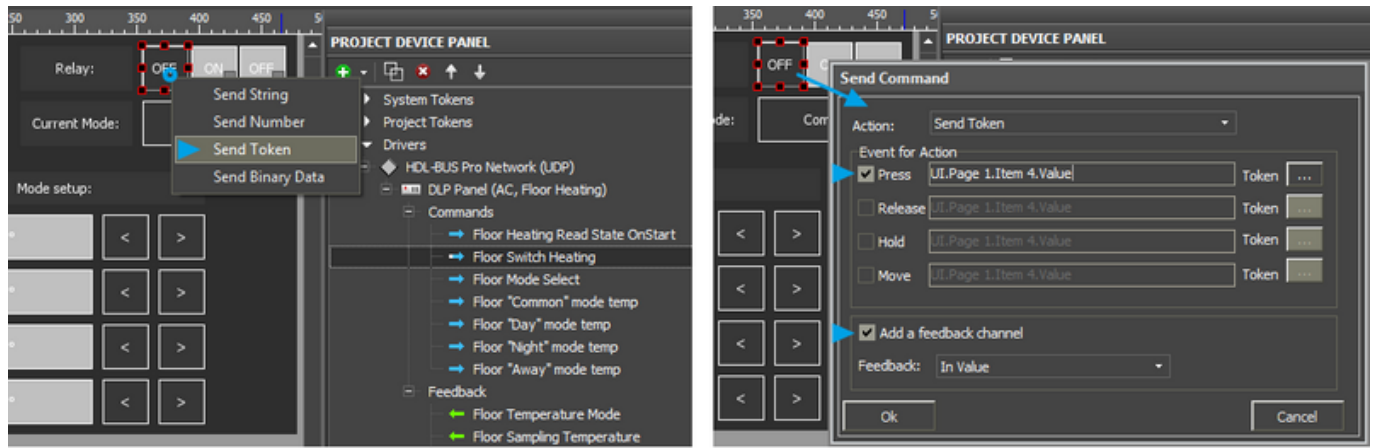 50 300 350 400 450 5
Relay: OFF ON OFF
Current Mode:
Mode setup:
< >
< >
< >
< >
Send String
Send Number
Send Token
Send Binary Data
PROJECT DEVICE PANEL
System Tokens
Project Tokens
Drivers
HDL-BUS Pro Network (UDP)
DLP Panel (AC, Floor Heating)
Commands
Floor Heating Read State OnStart
Floor Switch Heating
Floor Mode Select
Floor "Common" mode temp
Floor "Day" mode temp
Floor "Night" mode temp
Floor "Away" mode temp
Feedback
Floor Temperature Mode
Floor Sampling Temperature
350 400 450 5
PROJECT DEVICE PANEL
OFF
de: Com
< >
< >
< >
< >
Send Command
Action: Send Token
Event for Action
Press UI.Page 1.Item 4.Value Token ...
Release UI.Page 1.Item 4.Value Token ...
Hold UI.Page 1.Item 4.Value Token ...
Move UI.Page 1.Item 4.Value Token ...
Add a feedback channel
Feedback: In Value
Ok Cancel